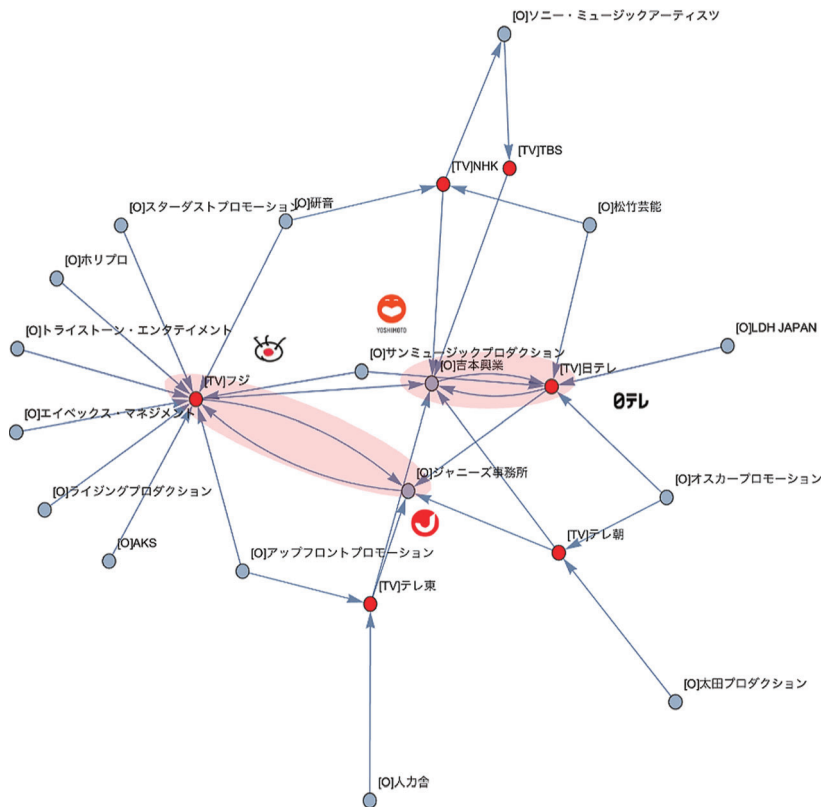 [O]ソニー・ミュージックアーティスツ
[TV]TBS
[TV]NHK
[O]スターダストプロモーション
[O]研音
[O]松竹芸能
[O]ホリプロ
[O]トライストーン・エンタテイメント
YOSHIMOTO
[O]LDH JAPAN
[O]サンミュージックプロダクション
[O]吉本興業
[TV]日テレ
[TV]フジ
日テレ
[O]エイベックス・マネジメント
[O]ジャニーズ事務所
[O]オスカープロモーション
[O]ライジングプロダクション
[TV]テレ朝
[O]AKS
[O]アップフロントプロモーション
[TV]テレ東
[O]太田プロダクション
[O]人力舎